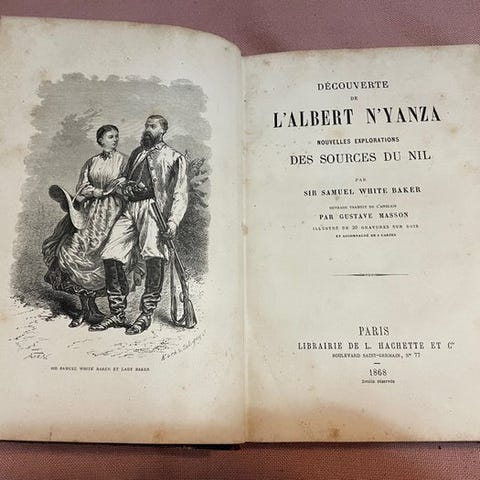 SIR SAMUEL WHITE BAKER ET LADY BAKER.
DÉCOUVERTE
DE
L'ALBERT N'YANZA
NOUVELLES EXPLORATIONS
DES SOURCES DU NIL
PAR
SIR SAMUEL WHITE BAKER
OUVRAGE TRADUIT DE L'ANGLAIS
PAR GUSTAVE MASSON
ILLUSTRÉ DE 30 GRAVURES SUR BOIS
ET ACCOMPAGNÉ DE 2 CARTES
PARIS
LIBRAIRIE DE L. HACHETTE ET Cie
BOULEVARD SAINT-GERMAIN, N° 77
1868
Droits réservés